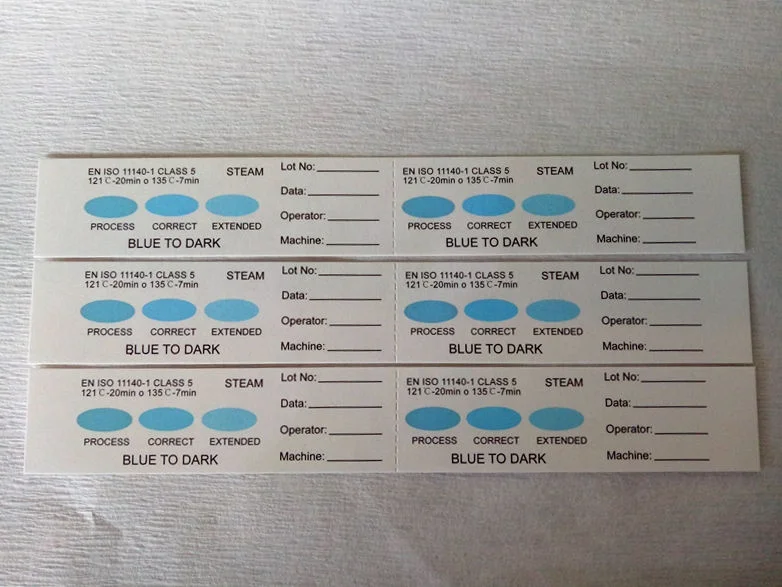 EN ISO 11140-1 CLASS 5 STEAM
121℃-20min o 135℃-7min
PROCESS CORRECT EXTENDED
BLUE TO DARK
Lot No:
Data:
Operator:
Machine:
EN ISO 11140-1 CLASS 5 STEAM
121℃-20min o 135℃-7min
PROCESS CORRECT EXTENDED
BLUE TO DARK
Lot No:
Data:
Operator:
Machine:
EN ISO 11140-1 CLASS 5 STEAM
121℃-20min o 135℃-7min
PROCESS CORRECT EXTENDED
BLUE TO DARK
Lot No:
Data:
Operator:
Machine:
EN ISO 11140-1 CLASS 5 STEAM
121℃-20min o 135℃-7min
PROCESS CORRECT EXTENDED
BLUE TO DARK
Lot No:
Data:
Operator:
Machine:
EN ISO 11140-1 CLASS 5 STEAM
121℃-20min o 135℃-7min
PROCESS CORRECT EXTENDED
BLUE TO DARK
Lot No:
Data:
Operator:
Machine:
EN ISO 11140-1 CLASS 5 STEAM
121℃-20min o 135℃-7min
PROCESS CORRECT EXTENDED
BLUE TO DARK
Lot No:
Data:
Operator:
Machine: